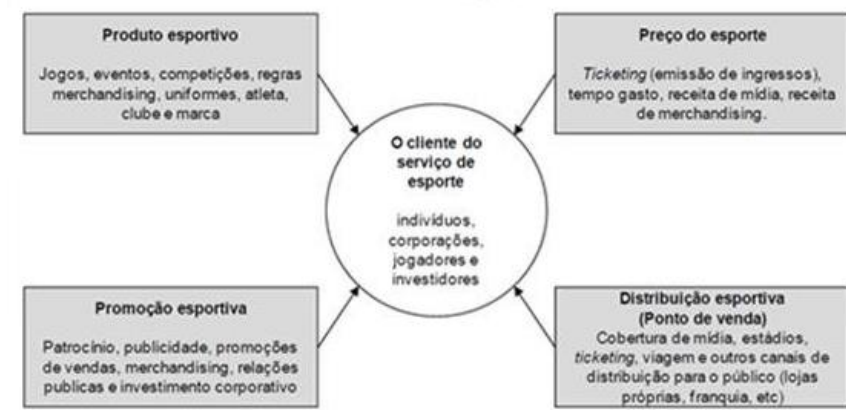 Produto esportivo
Jogos, eventos, competições, regras
merchandising, uniformes, atleta,
clube e marca
Preço do esporte
Ticketing (emissão de ingressos),
tempo gasto, receita de mídia, receita
de merchandising.
O cliente do
serviço de
esporte
indivíduos,
corporações,
jogadores e
investidores
Promoção esportiva
Patrocínio, publicidade, promoções
de vendas, merchandising, relações
publicas e investimento corporativo
Distribuição esportiva
(Ponto de venda)
Cobertura de mídia, estádios,
ticketing, viagem e outros canais de
distribuição para o público (lojas
próprias, franquia, etc)